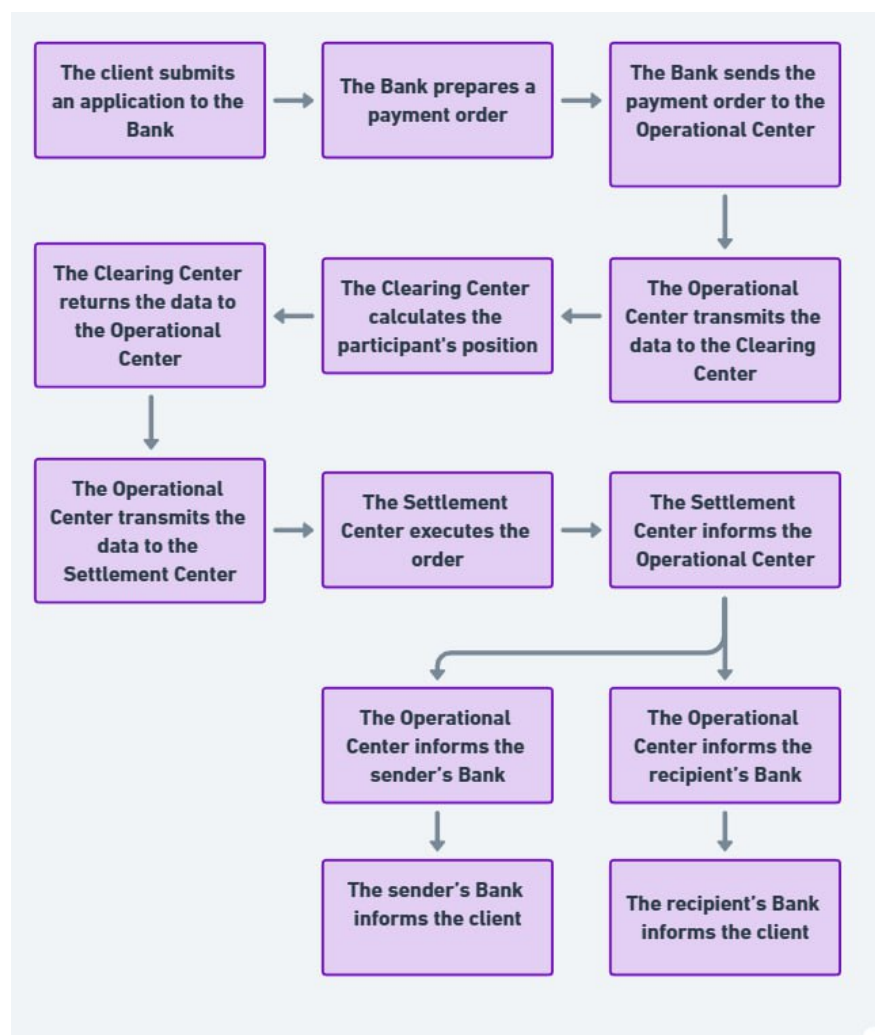 The client submits
an application to the
Bank
The Bank prepares a
payment order
The Bank sends the
payment order to the
Operational Center
The Clearing Center
returns the data to
the Operational
Center
The Clearing Center
calculates the
participant's position
The Operational
Center transmits the
data to the Clearing
Center
The Operational
Center transmits the
data to the
Settlement Center
The Settlement
Center executes the
order
The Settlement
Center informs the
Operational Center
The Operational
Center informs the
sender's Bank
The Operational
Center informs the
recipient's Bank
The sender's Bank
informs the client
The recipient's Bank
informs the client